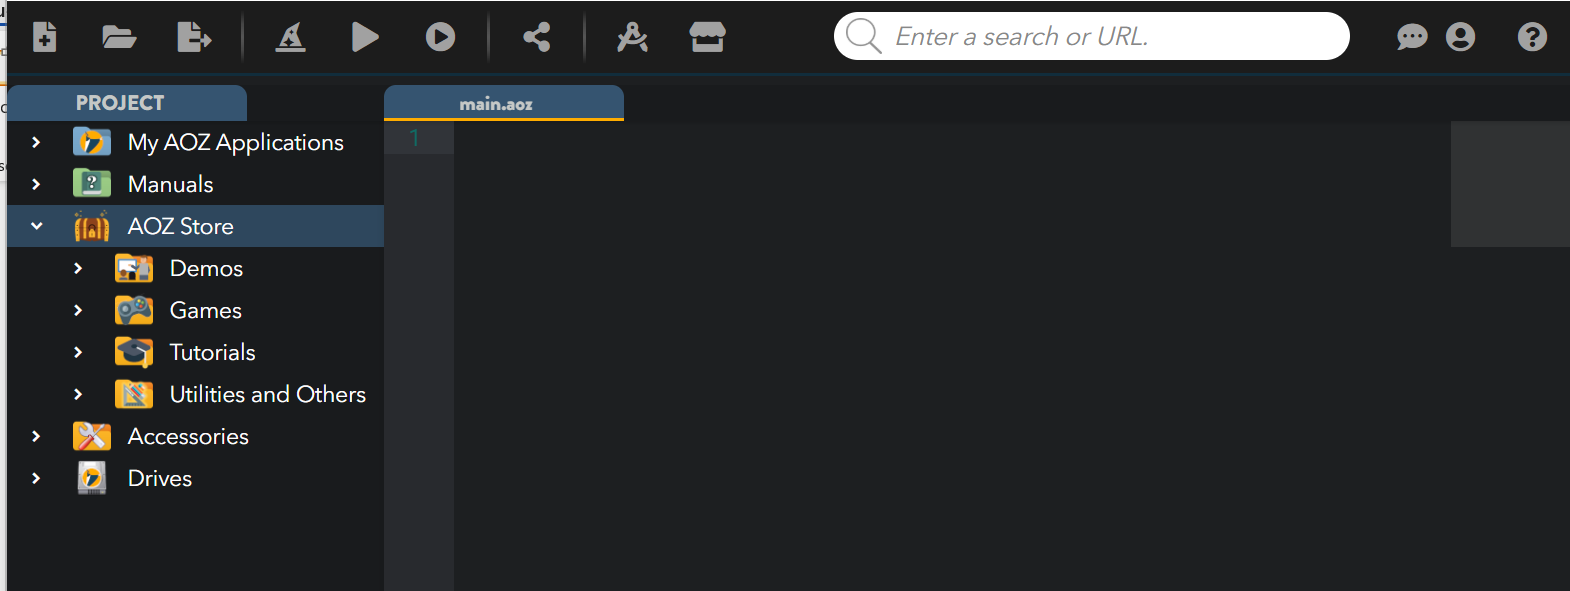 Enter a search or URL.
PROJECT
main.aoz
My AOZ Applications
1
Manuals
AOZ Store
Demos
Games
Tutorials
Utilities and Others
Accessories
Drives